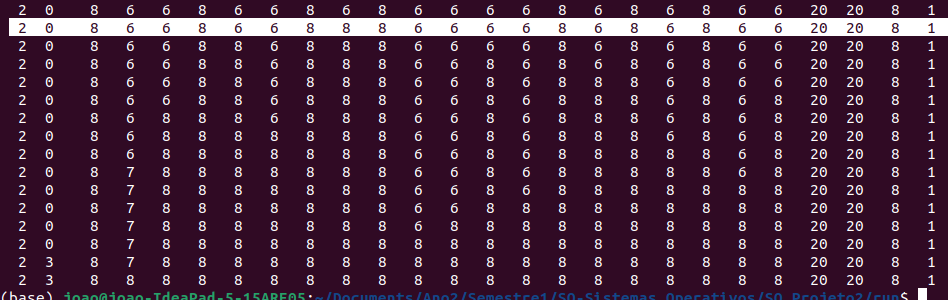 2 0 8 6 6 8 6 6 8 6 8 6 6 6 6 8 6 8 6 8 6 6 20 20 8 1
2 0 8 6 6 8 6 6 8 8 8 6 6 6 6 8 6 8 6 8 6 6 20 20 8 1
2 0 8 6 6 8 6 8 8 8 8 6 6 6 8 8 6 8 6 8 6 6 20 20 8 1
2 0 8 6 6 8 6 8 8 8 8 6 6 8 8 8 8 8 6 8 6 6 20 20 8 1
2 0 8 6 6 8 6 8 8 8 8 6 6 8 8 8 8 8 6 8 6 8 20 20 8 1
2 0 8 6 6 8 6 8 8 8 8 6 6 8 6 8 8 8 6 8 6 8 20 20 8 1
2 0 8 6 8 8 6 8 8 8 8 6 6 8 6 8 8 8 6 8 6 8 20 20 8 1
2 0 8 6 8 8 8 8 8 8 8 6 6 8 6 8 8 8 6 8 6 8 20 20 8 1
2 0 8 6 8 8 8 8 8 8 8 6 6 8 8 8 8 8 8 8 6 8 20 20 8 1
2 0 8 7 8 8 8 8 8 8 8 6 6 8 8 8 8 8 8 8 6 8 20 20 8 1
2 0 8 7 8 8 8 8 8 8 8 6 6 8 6 8 8 8 8 8 8 8 20 20 8 1
2 0 8 7 8 8 8 8 8 8 8 6 6 8 8 8 8 8 8 8 8 8 20 20 8 1
2 0 8 7 8 8 8 8 8 8 8 6 8 8 8 8 8 8 8 8 8 8 20 20 8 1
2 0 8 7 8 8 8 8 8 8 8 8 8 8 8 8 8 8 8 8 8 8 20 20 8 1
2 3 8 7 8 8 8 8 8 8 8 8 8 8 8 8 8 8 8 8 8 8 20 20 8 1
2 3 8 8 8 8 8 8 8 8 8 8 8 8 8 8 8 8 8 8 8 8 20 20 8 1
(base) joao@joao-IdeaPad-5-15ARE05:~/Documents/Ano2/Semestre1/SO-Sistemas_Operativos/SO_Projeto2/run$